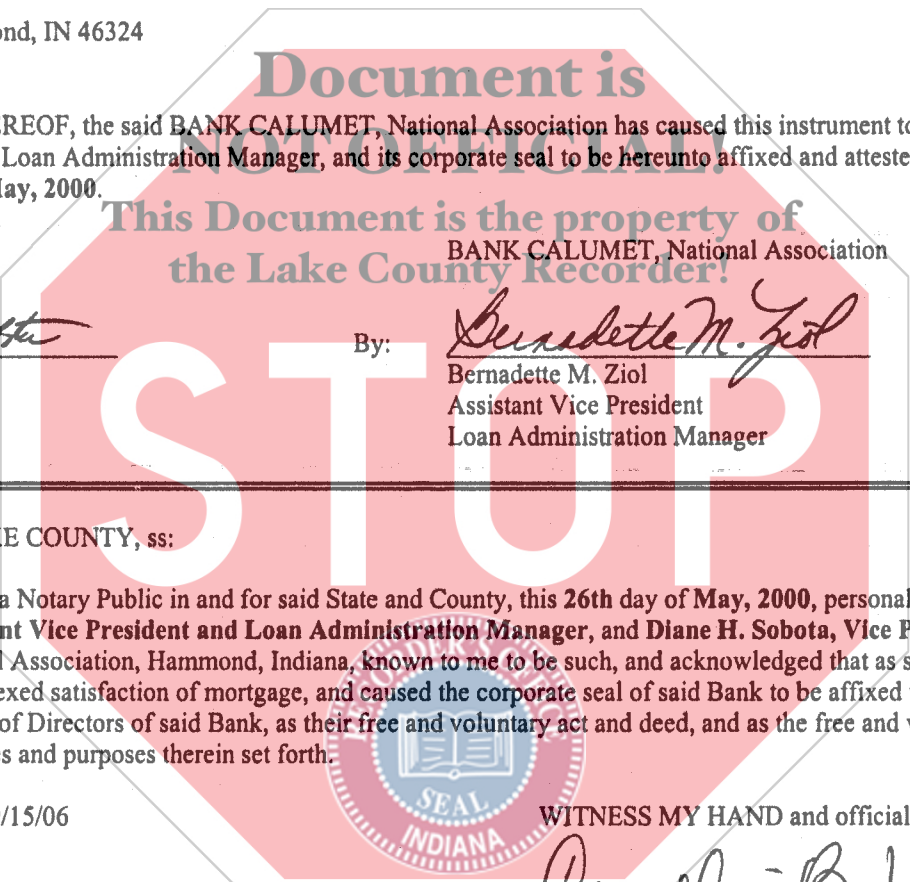 ond, IN 46324
Document is
EREOF, the said BANK CALUMET, National Association has caused this instrument to
NOT OFFICIAL!
Loan Administration Manager, and its corporate seal to be hereunto affixed and atteste
May, 2000.
This Document is the property of
the Lake County Recorder!
BANK CALUMET, National Association
By: Bernadette M. Ziol
Bernadette M. Ziol
Assistant Vice President
Loan Administration Manager
STOP
E COUNTY, ss:
a Notary Public in and for said State and County, this 26th day of May, 2000, personal
nt Vice President and Loan Administration Manager, and Diane H. Sobota, Vice P
l Association, Hammond, Indiana, known to me to be such, and acknowledged that as s
exed satisfaction of mortgage, and caused the corporate seal of said Bank to be affixed
of Directors of said Bank, as their free and voluntary act and deed, and as the free and v
s and purposes therein set forth.
RECORDER'S OFFICE
SEAL
INDIANA
/15/06
WITNESS MY HAND and official